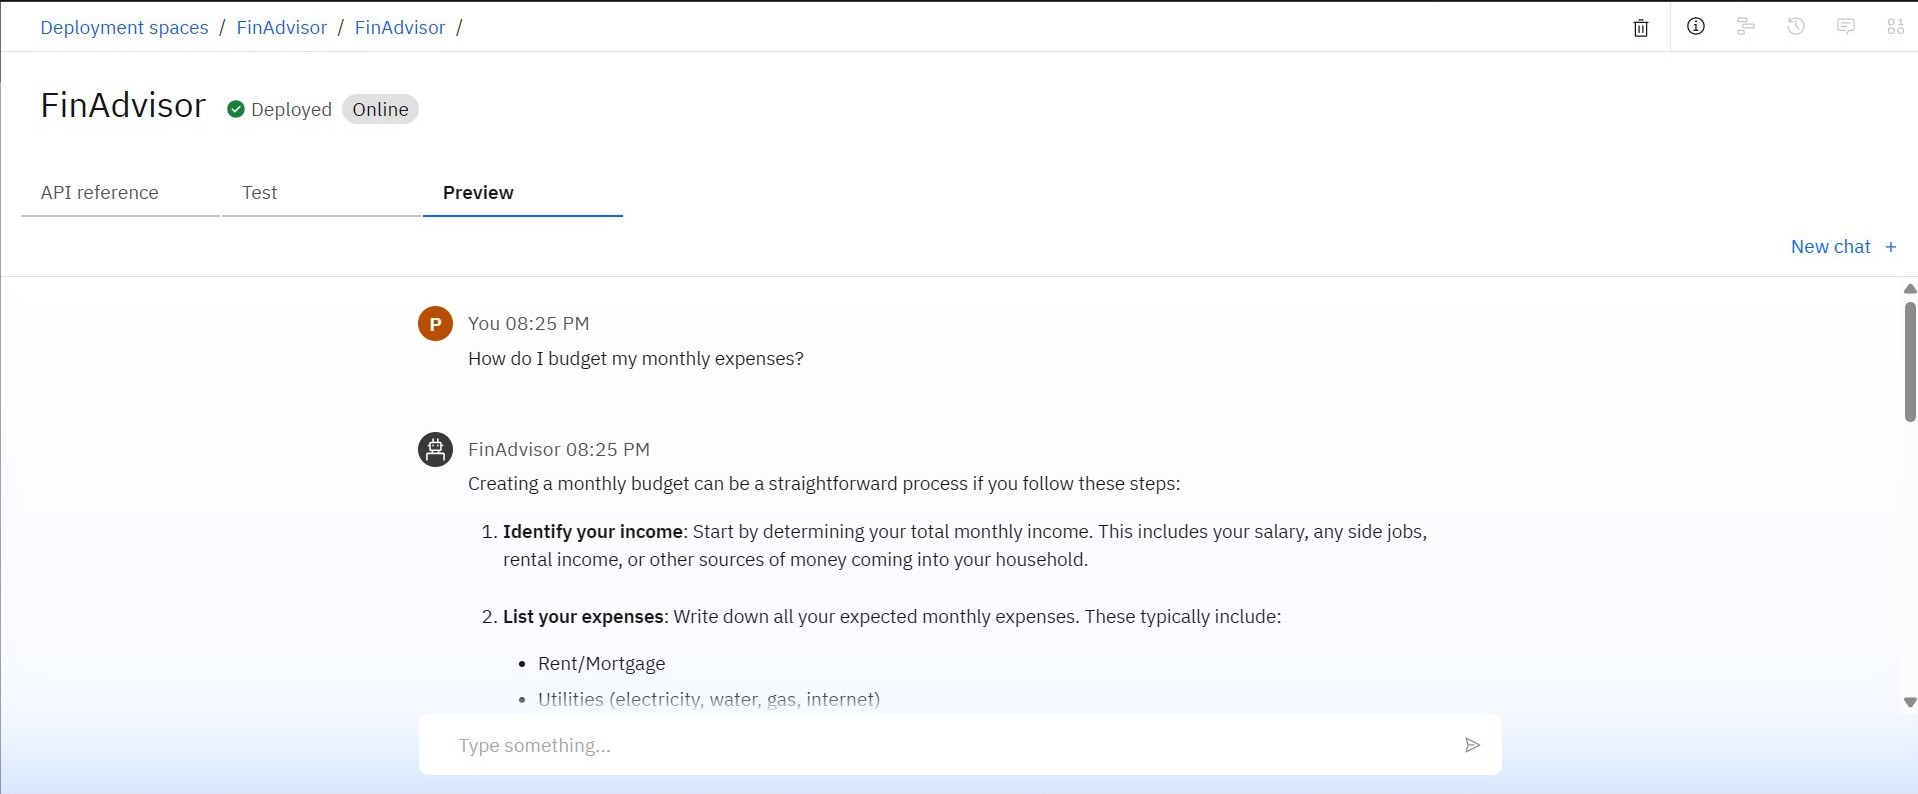 Deployment spaces / FinAdvisor / FinAdvisor /
FinAdvisor Deployed Online
API reference Test Preview
New chat +
P You 08:25 PM
How do I budget my monthly expenses?
FinAdvisor 08:25 PM
Creating a monthly budget can be a straightforward process if you follow these steps:
1. Identify your income: Start by determining your total monthly income. This includes your salary, any side jobs,
rental income, or other sources of money coming into your household.
2. List your expenses: Write down all your expected monthly expenses. These typically include:
• Rent/Mortgage
• Utilities (electricity, water, gas, internet)
Type something...